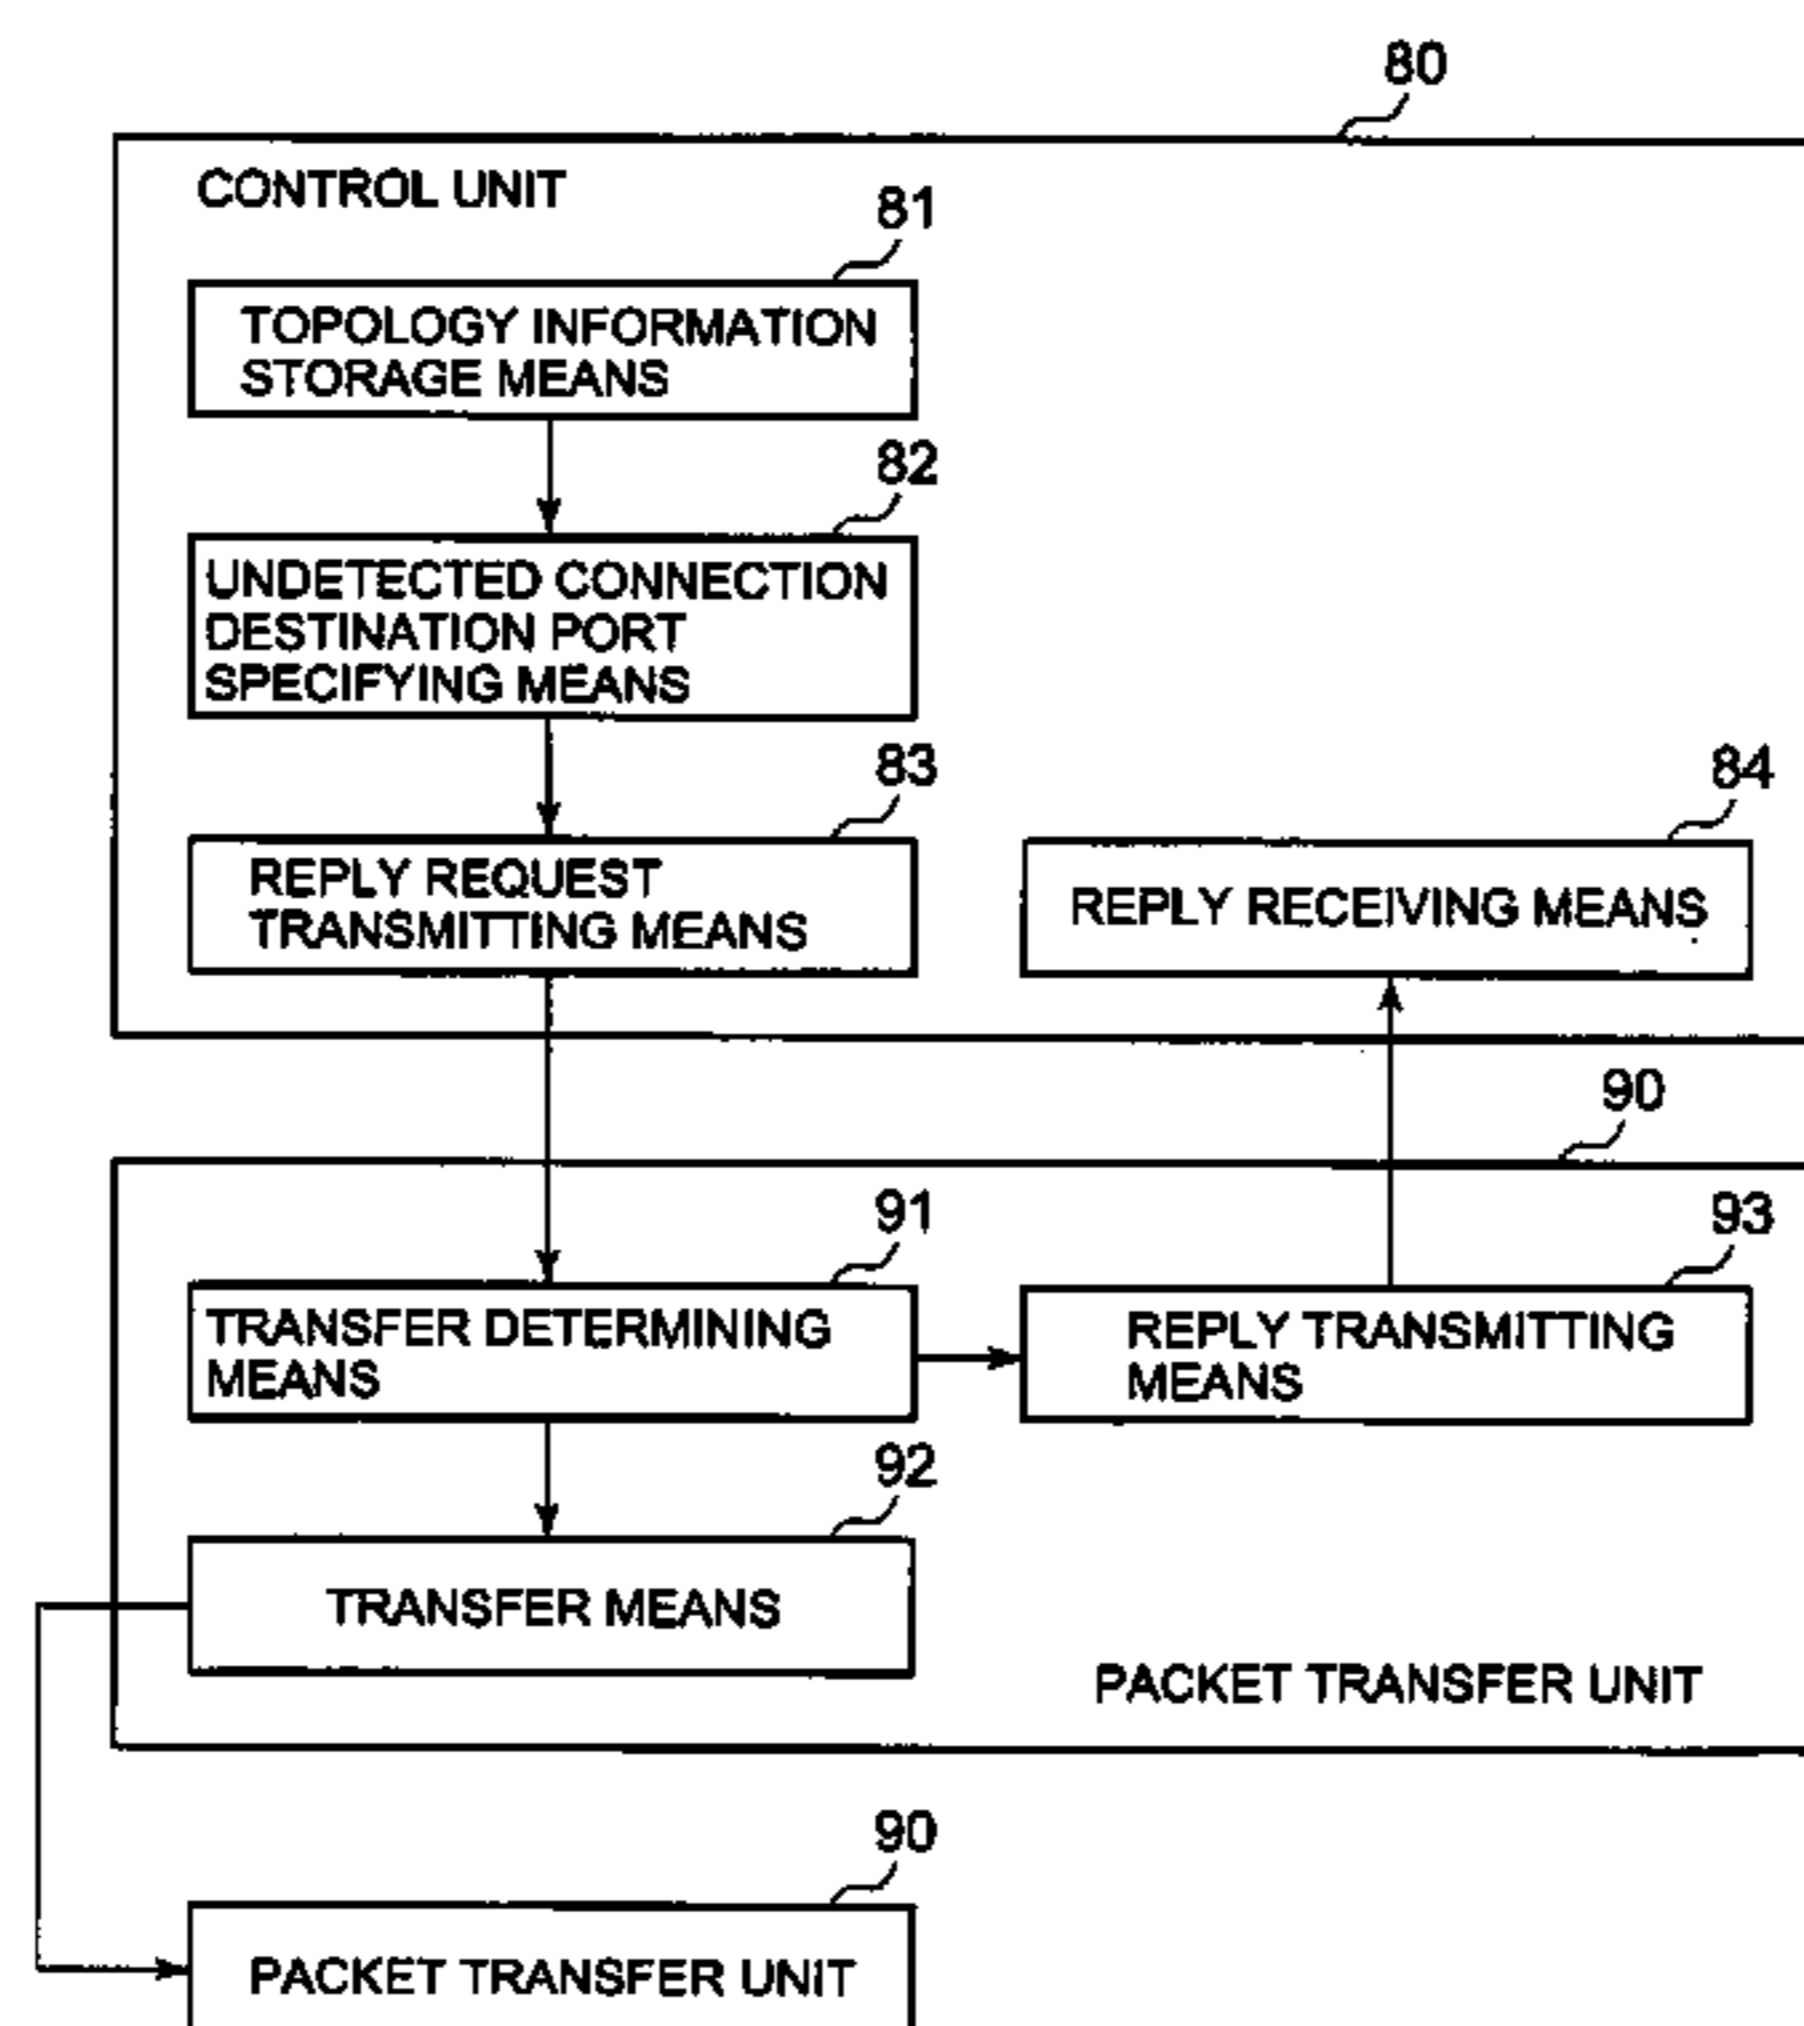 80
CONTROL UNIT
81
TOPOLOGY INFORMATION
STORAGE MEANS
82
UNDETECTED CONNECTION
DESTINATION PORT
SPECIFYING MEANS
83
REPLY REQUEST
TRANSMITTING MEANS
84
REPLY RECEIVING MEANS
90
91
TRANSFER DETERMINING
MEANS
93
REPLY TRANSMITTING
MEANS
92
TRANSFER MEANS
PACKET TRANSFER UNIT
90
PACKET TRANSFER UNIT